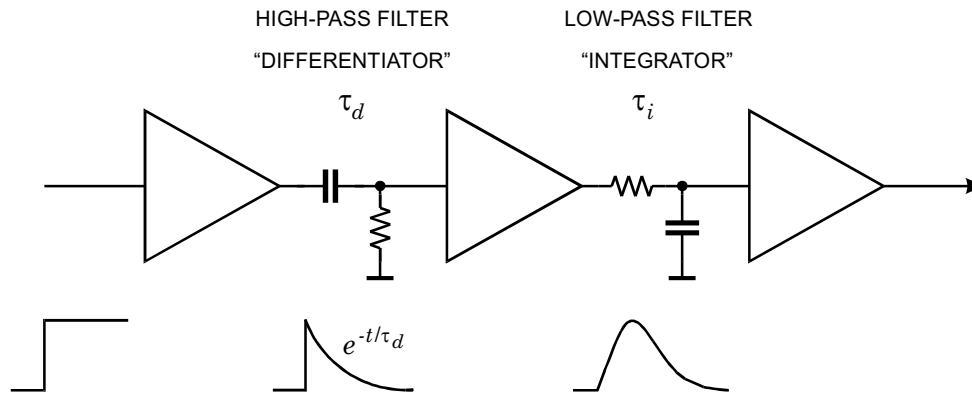 HIGH-PASS FILTER
“DIFFERENTIATOR”
τd
LOW-PASS FILTER
“INTEGRATOR”
τi
e-t/τd